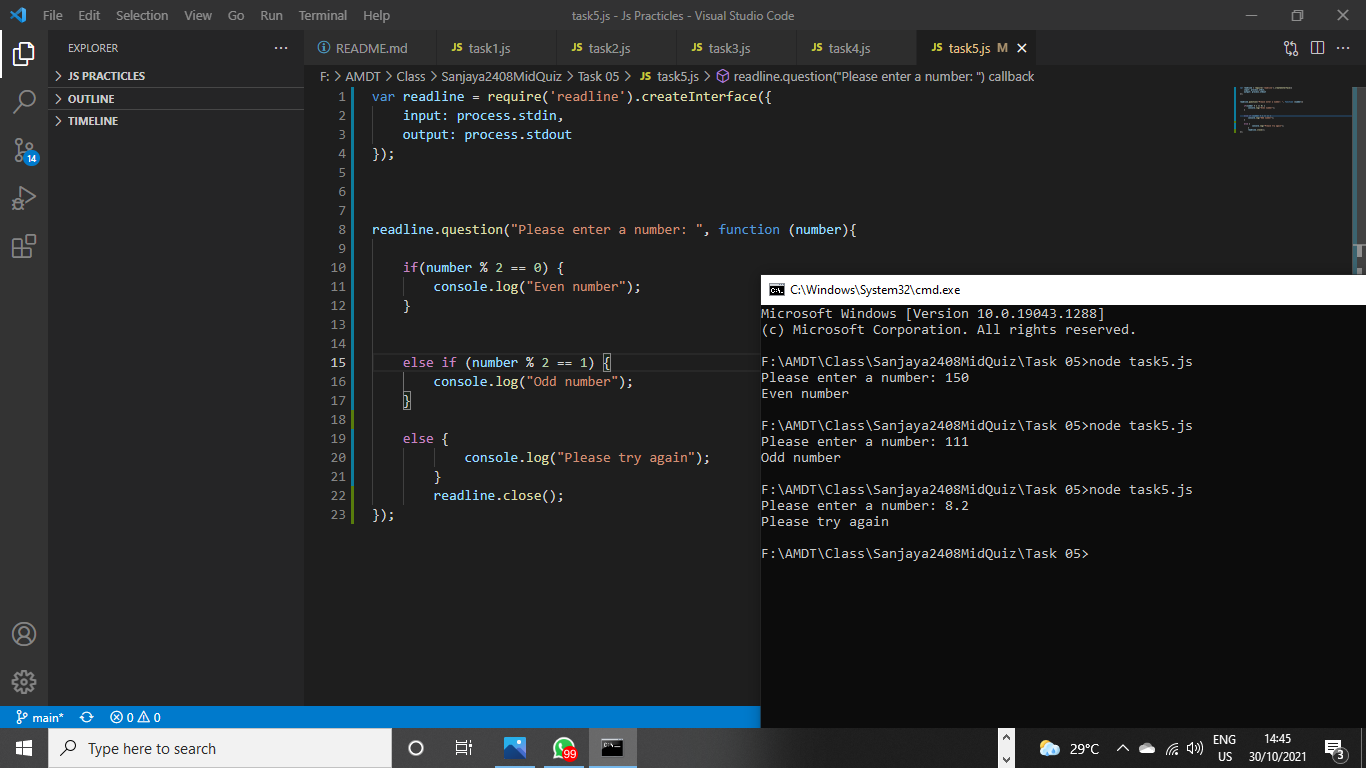 File Edit Selection View Go Run Terminal Help task5.js - Js Practicles - Visual Studio Code
EXPLORER ···
JS PRACTICLES
OUTLINE
TIMELINE
14
README.md JS task1.js JS task2.js JS task3.js JS task4.js JS task5.js M
F: > AMDT > Class > Sanjaya2408MidQuiz > Task 05 > JS task5.js > readline.question("Please enter a number: ") callback
1 var readline = require('readline').createInterface({
2 input: process.stdin,
3 output: process.stdout
4 });
5
6
7
8 readline.question("Please enter a number: ", function (number){
9
10 if(number % 2 == 0) {
11 console.log("Even number");
12 }
13
14
15 else if (number % 2 == 1) {
16 console.log("Odd number");
17 }
18
19 else {
20 console.log("Please try again");
21 }
22 readline.close();
23 });
C:\Windows\System32\cmd.exe
Microsoft Windows [Version 10.0.19043.1288]
(c) Microsoft Corporation. All rights reserved.
F:\AMDT\Class\Sanjaya2408MidQuiz\Task 05>node task5.js
Please enter a number: 150
Even number
F:\AMDT\Class\Sanjaya2408MidQuiz\Task 05>node task5.js
Please enter a number: 111
Odd number
F:\AMDT\Class\Sanjaya2408MidQuiz\Task 05>node task5.js
Please enter a number: 8.2
Please try again
F:\AMDT\Class\Sanjaya2408MidQuiz\Task 05>
main* 0 0
Type here to search
99
29°C
ENG
US
14:45
30/10/2021
3